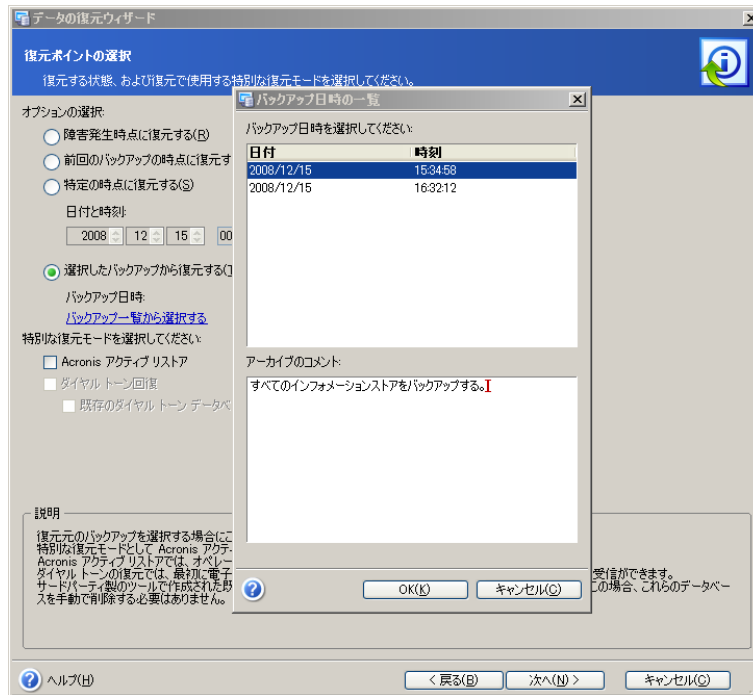 データの復元ウィザード
復元ポイントの選択
復元する状態、および復元で使用する特別な復元モードを選択してください。
オプションの選択:
障害発生時点に復元する(R)
前回のバックアップの時点に復元す
特定の時点に復元する(S)
日付と時刻:
2008 12 15 00
選択したバックアップから復元する(
バックアップ日時:
バックアップ一覧から選択する
特別な復元モードを選択してください:
Acronis アクティブ リストア
ダイヤル トーン回復
既存のダイヤル トーン データベ
バックアップ日時の一覧
バックアップ日時を選択してください:
日付 時刻
2008/12/15 15:34:58
2008/12/15 16:32:12
アーカイブのコメント:
すべてのインフォメーションストアをバックアップする。
OK(K) キャンセル(C)
説明
復元元のバックアップを選択する場合にこ
特別な復元モードとして Acronis アクテ
Acronis アクティブ リストアでは、オペレー
ダイヤル トーンの復元では、最初に電子 受信ができます。
サードパーティ製のツールで作成された既 この場合、これらのデータベー
スを手動で削除する必要はありません。
ヘルプ(H) < 戻る(B) 次へ(N) > キャンセル(C)